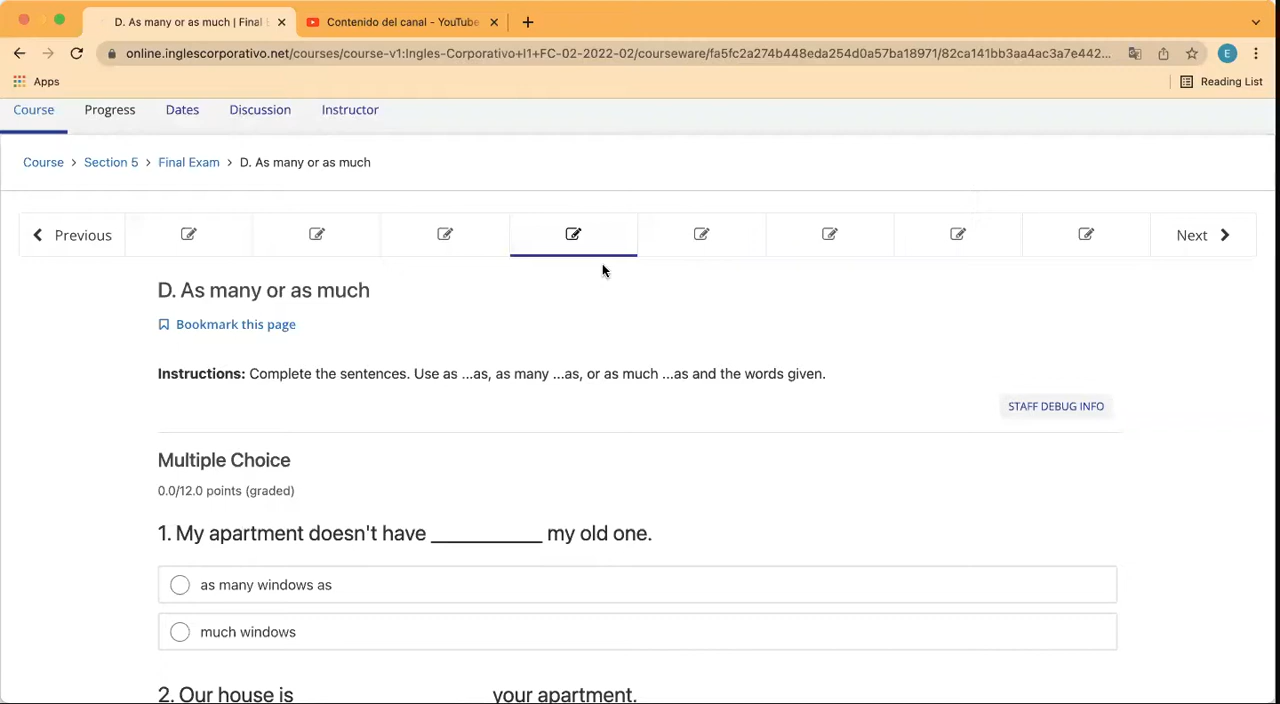 D. As many or as much | Final E
Contenido del canal - YouTube
online.inglescorporativo.net/courses/course-v1:Ingles-Corporativo+I1+FC-02-2022-02/courseware/fa5fc2a274b448eda254d0a57ba18971/82ca141bb3aa4ac3a7e442...
E
Apps
Reading List
Course Progress Dates Discussion Instructor
Course > Section 5 > Final Exam > D. As many or as much
Previous
Next
D. As many or as much
Bookmark this page
Instructions: Complete the sentences. Use as ...as, as many ...as, or as much ...as and the words given.
STAFF DEBUG INFO
Multiple Choice
0.0/12.0 points (graded)
1. My apartment doesn't have __________ my old one.
as many windows as
much windows
2. Our house is your apartment.